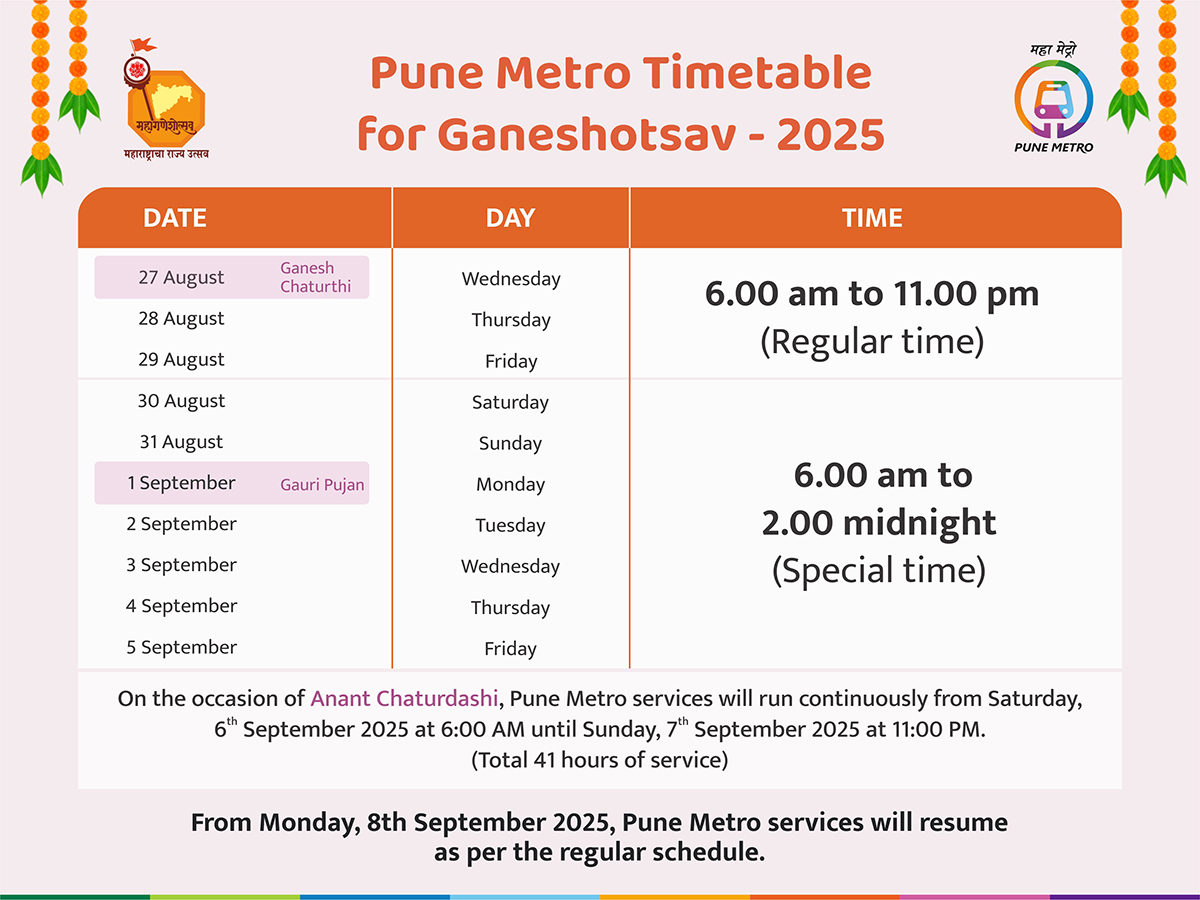 महागणेशोत्सव
महाराष्ट्राचा राज्य उत्सव
Pune Metro Timetable
for Ganeshotsav - 2025
महा मेट्रो
PUNE METRO
DATE DAY TIME
27 August Ganesh Chaturthi Wednesday
28 August Thursday
29 August Friday
6.00 am to 11.00 pm
(Regular time)
30 August Saturday
31 August Sunday
1 September Gauri Pujan Monday
2 September Tuesday
3 September Wednesday
4 September Thursday
5 September Friday
6.00 am to
2.00 midnight
(Special time)
On the occasion of Anant Chaturdashi, Pune Metro services will run continuously from Saturday,
6th September 2025 at 6:00 AM until Sunday, 7th September 2025 at 11:00 PM.
(Total 41 hours of service)
From Monday, 8th September 2025, Pune Metro services will resume
as per the regular schedule.